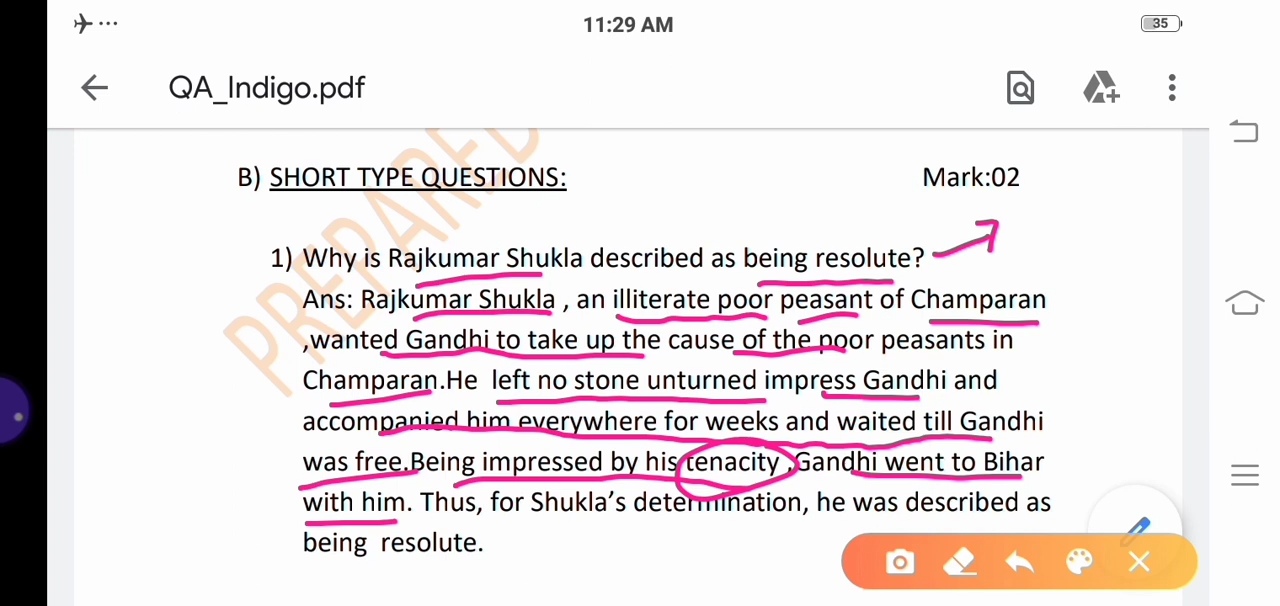 11:29 AM
35
QA_Indigo.pdf
PREPARED
B) SHORT TYPE QUESTIONS: Mark:02
1) Why is Rajkumar Shukla described as being resolute?
Ans: Rajkumar Shukla , an illiterate poor peasant of Champaran
,wanted Gandhi to take up the cause of the poor peasants in
Champaran.He left no stone unturned impress Gandhi and
accompanied him everywhere for weeks and waited till Gandhi
was free.Being impressed by his tenacity ,Gandhi went to Bihar
with him. Thus, for Shukla's determination, he was described as
being resolute.